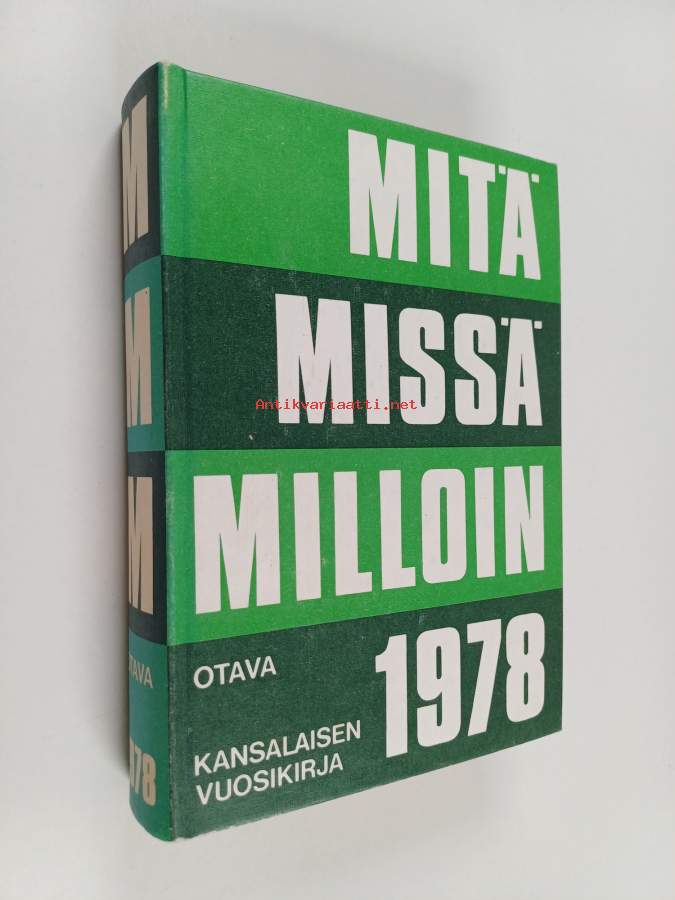 M
M
M
OTAVA
1978
MITÄ
MISSÄ
Antikvariaatti.net
MILLOIN
1978
OTAVA
KANSALAISEN
VUOSIKIRJA